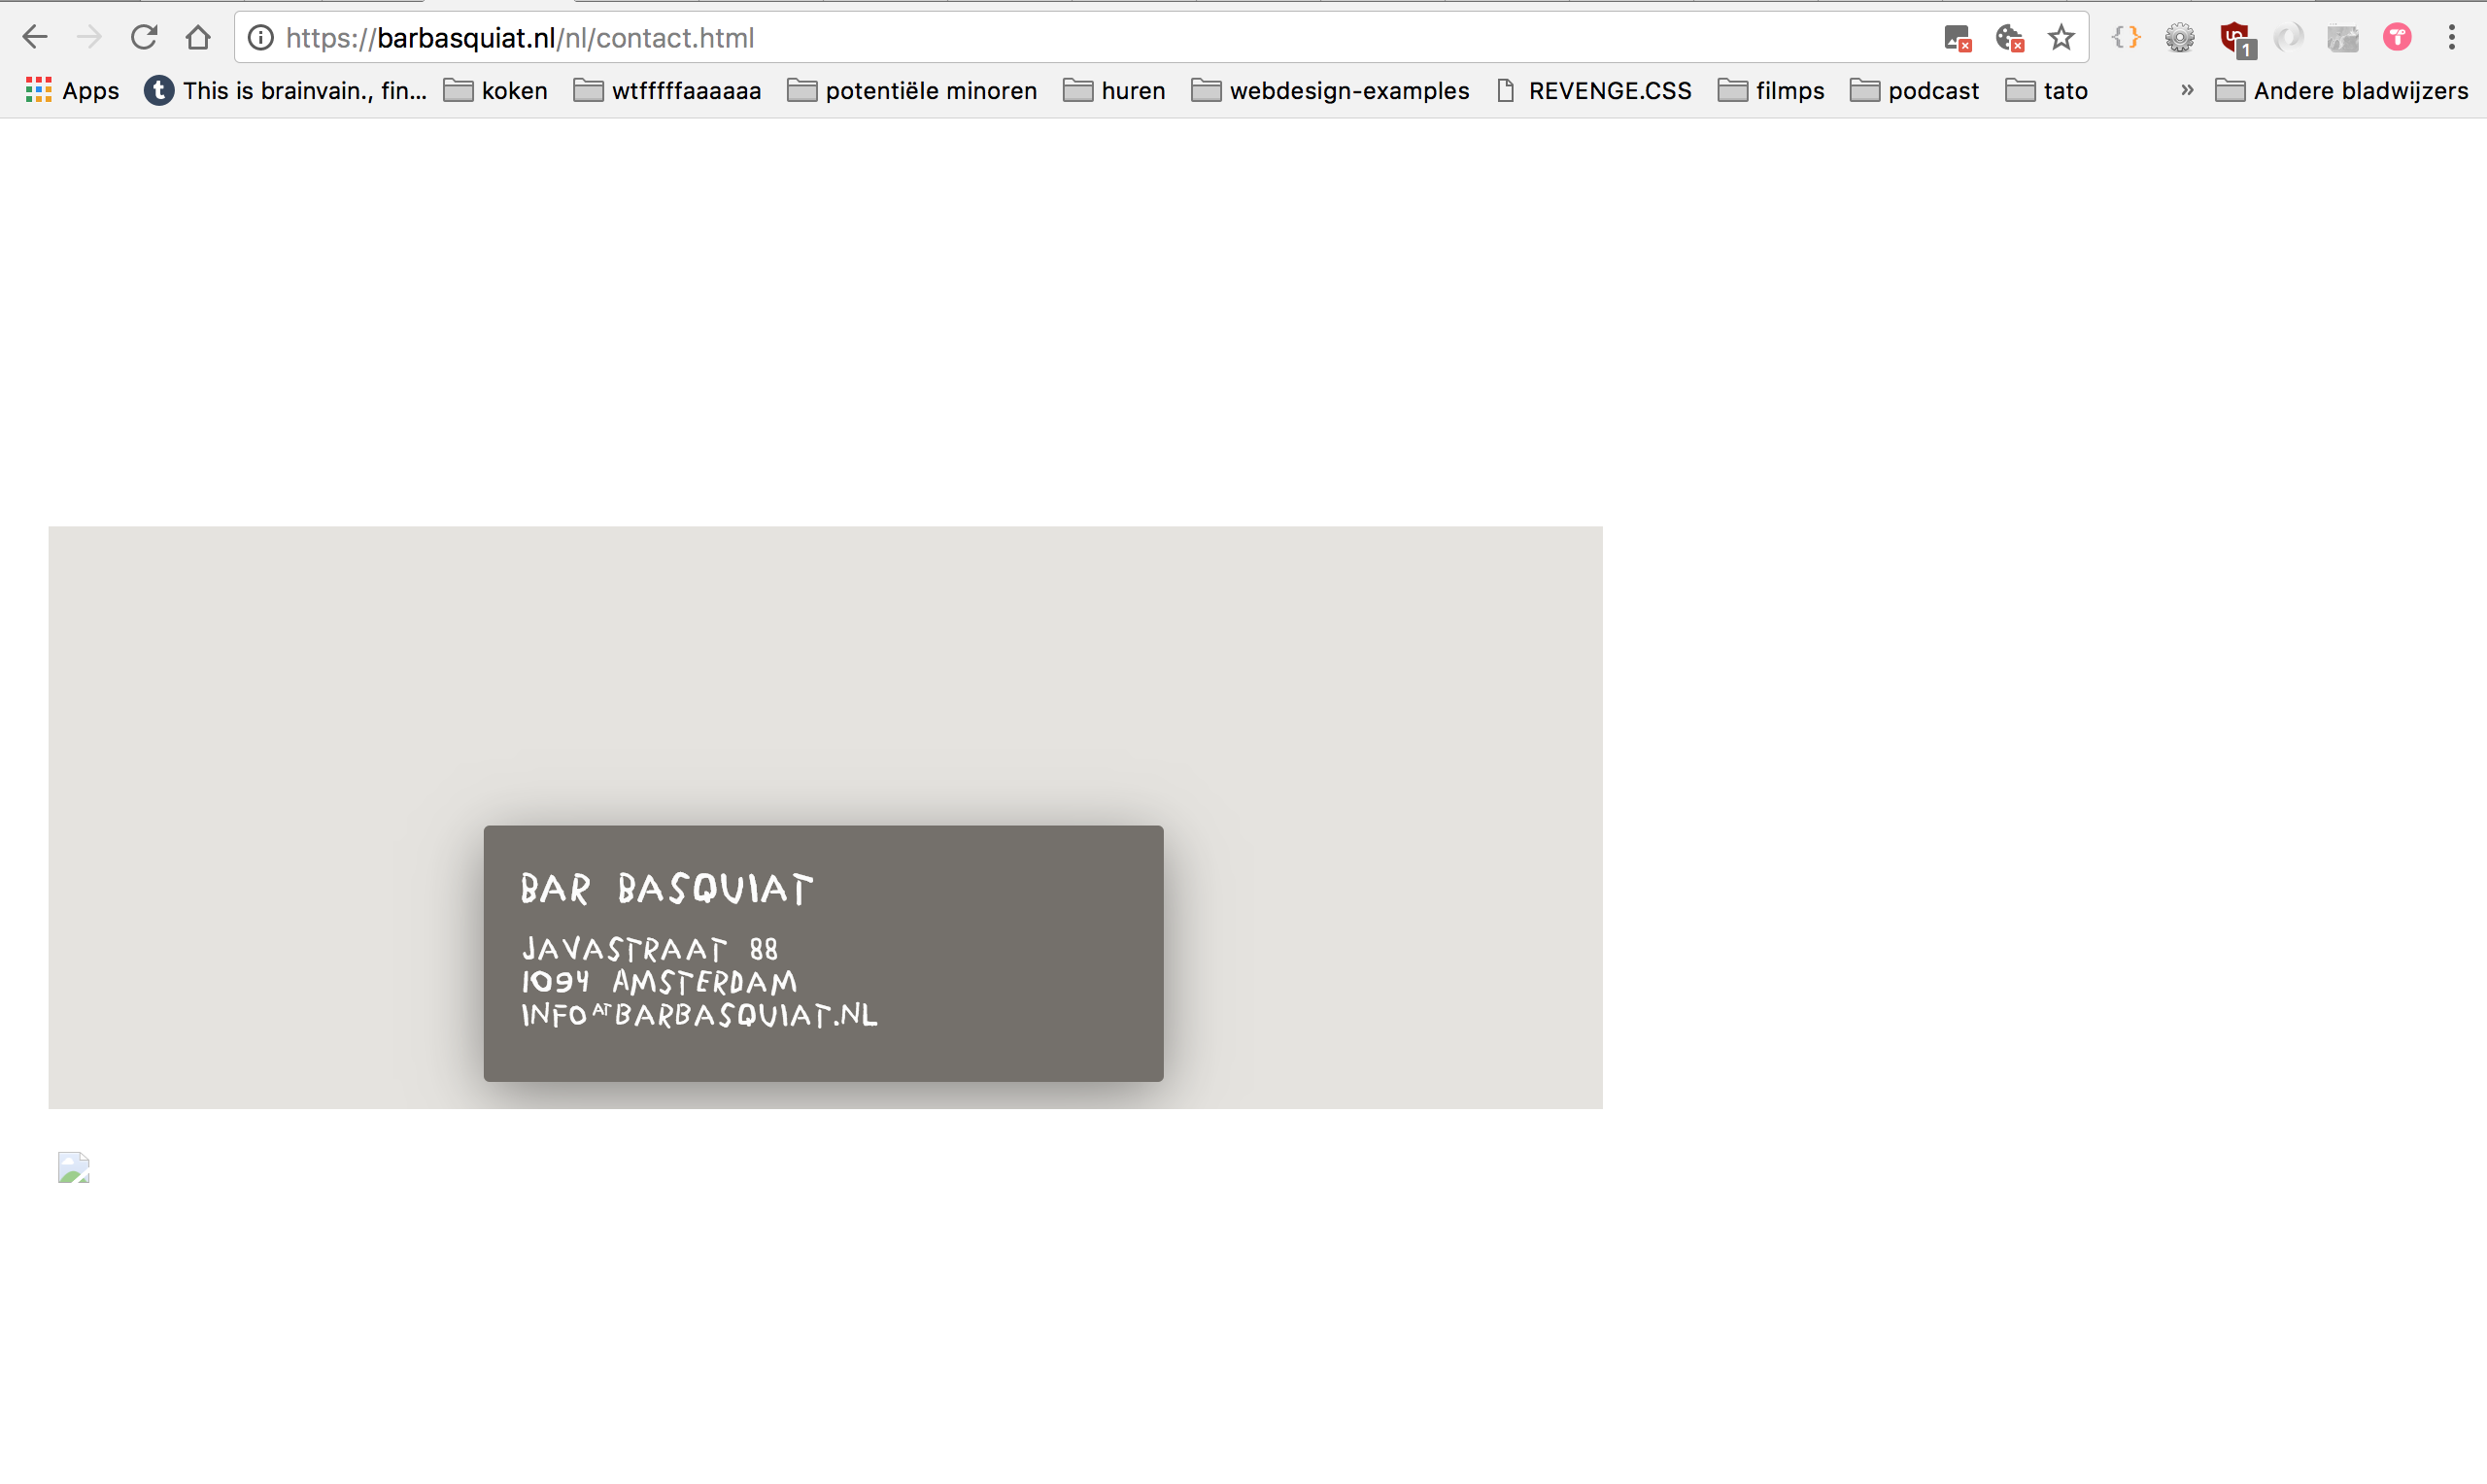 https://barbasquiat.nl/nl/contact.html
1
Apps This is brainvain., fin... koken wtfffffaaaaaa potentiële minoren huren webdesign-examples REVENGE.CSS filmps podcast tato » Andere bladwijzers
BAR BASQUIAT
JAVASTRAAT 88
1094 AMSTERDAM
INFO AT BARBASQUIAT.NL